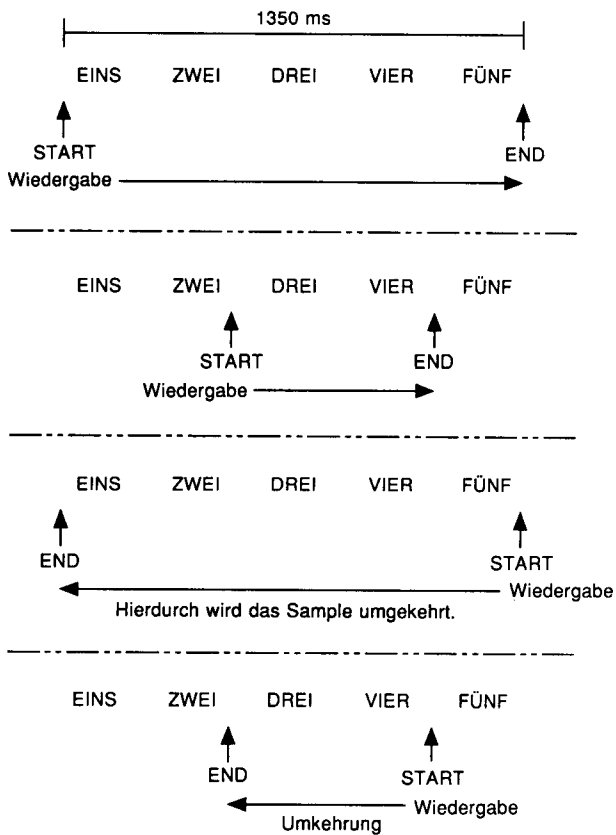 1350 ms
EINS ZWEI DREI VIER FÜNF
START END
Wiedergabe
EINS ZWEI DREI VIER FÜNF
START END
Wiedergabe
EINS ZWEI DREI VIER FÜNF
END START
Wiedergabe
Hierdurch wird das Sample umgekehrt.
EINS ZWEI DREI VIER FÜNF
END START
Wiedergabe
Umkehrung